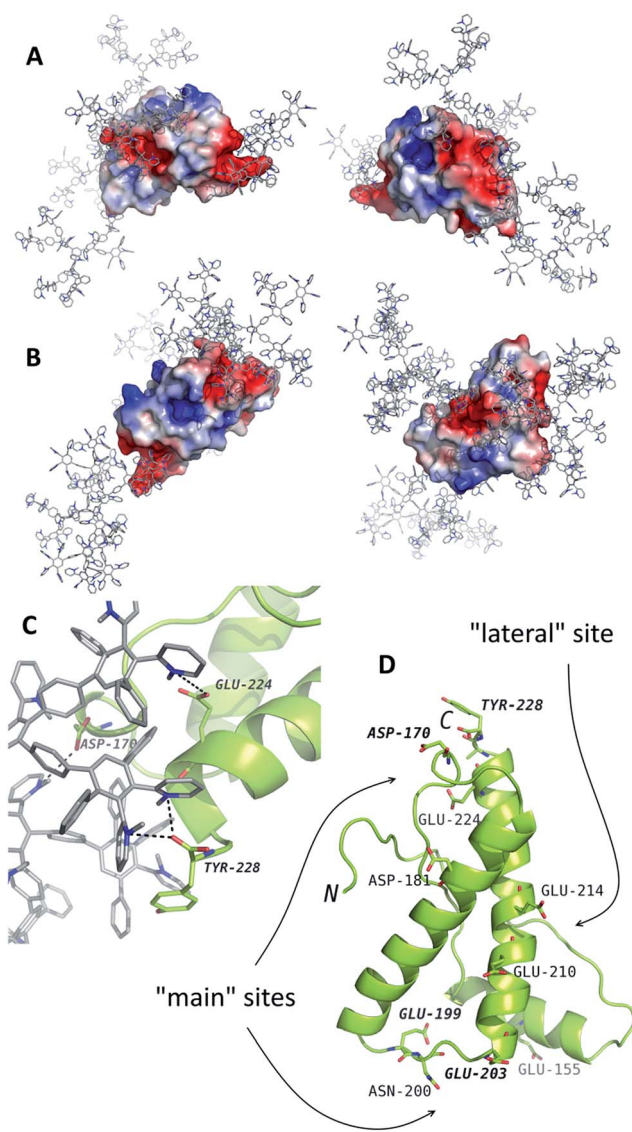 A
B
C
GLU-224
ASP-170
TYR-228
"lateral" site
D
C
TYR-228
ASP-170
GLU-224
ASP-181
N
GLU-214
GLU-210
"main" sites
GLU-199
ASN-200
GLU-203
GLU-155